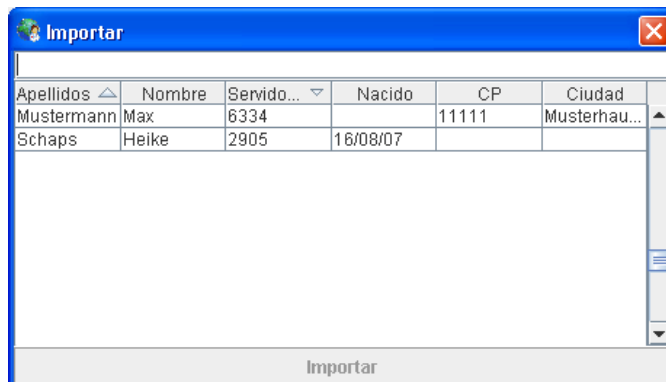 Importar
Apellidos Nombre Servido... Nacido CP Ciudad
Mustermann Max 6334 11111 Musterhau...
Schaps Heike 2905 16/08/07
Importar